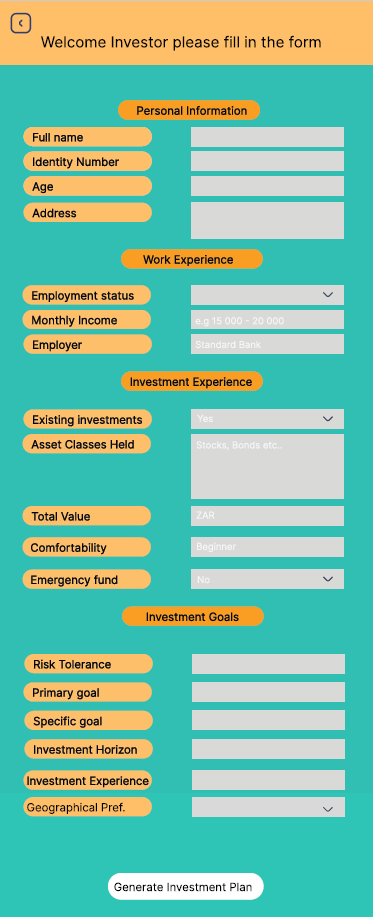 Welcome Investor please fill in the form
Personal Information
Full name
Identity Number
Age
Address
Work Experience
Employment status
Monthly Income e.g 15 000 - 20 000
Employer Standard Bank
Investment Experience
Existing investments Yes
Asset Classes Held Stocks, Bonds etc..
Total Value ZAR
Comfortability Beginner
Emergency fund No
Investment Goals
Risk Tolerance
Primary goal
Specific goal
Investment Horizon
Investment Experience
Geographical Pref.
Generate Investment Plan